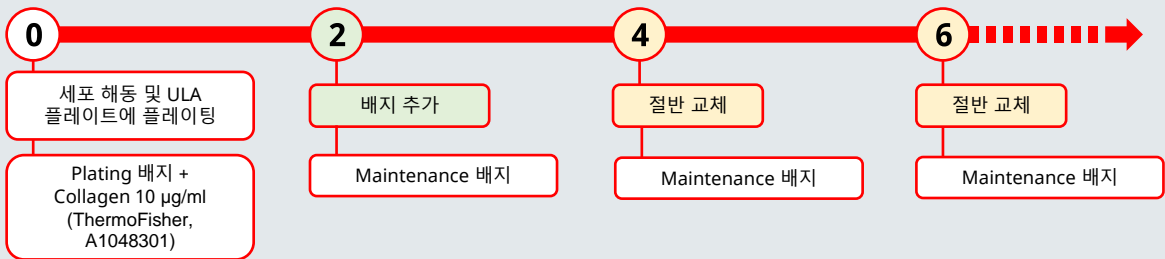 0
2
4
6
세포 해동 및 ULA
플레이트에 플레이팅
배지 추가
절반 교체
절반 교체
Plating 배지 +
Collagen 10 µg/ml
(ThermoFisher,
A1048301)
Maintenance 배지
Maintenance 배지
Maintenance 배지